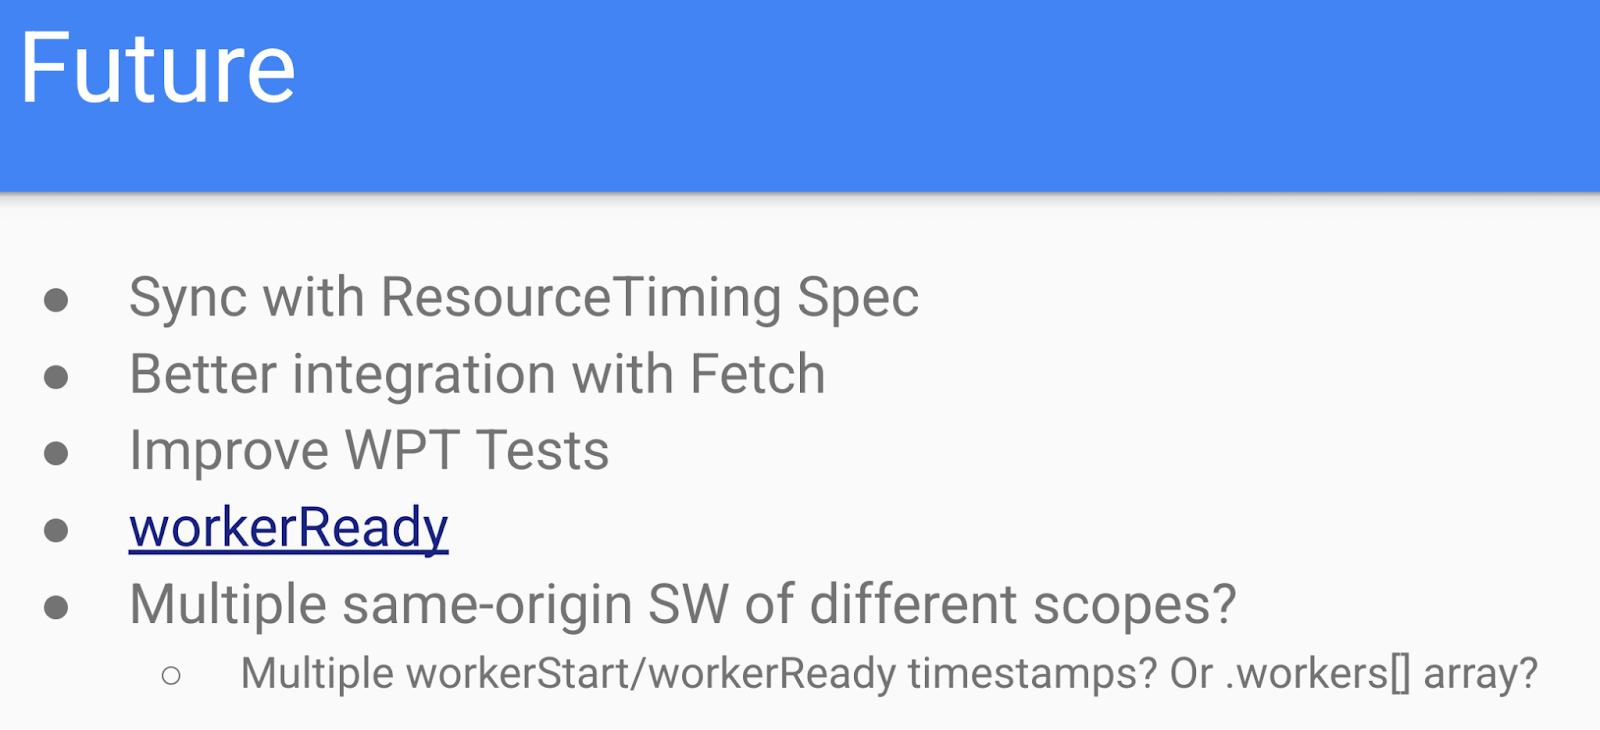 Future
● Sync with ResourceTiming Spec
● Better integration with Fetch
● Improve WPT Tests
● workerReady
● Multiple same-origin SW of different scopes?
○ Multiple workerStart/workerReady timestamps? Or .workers[] array?